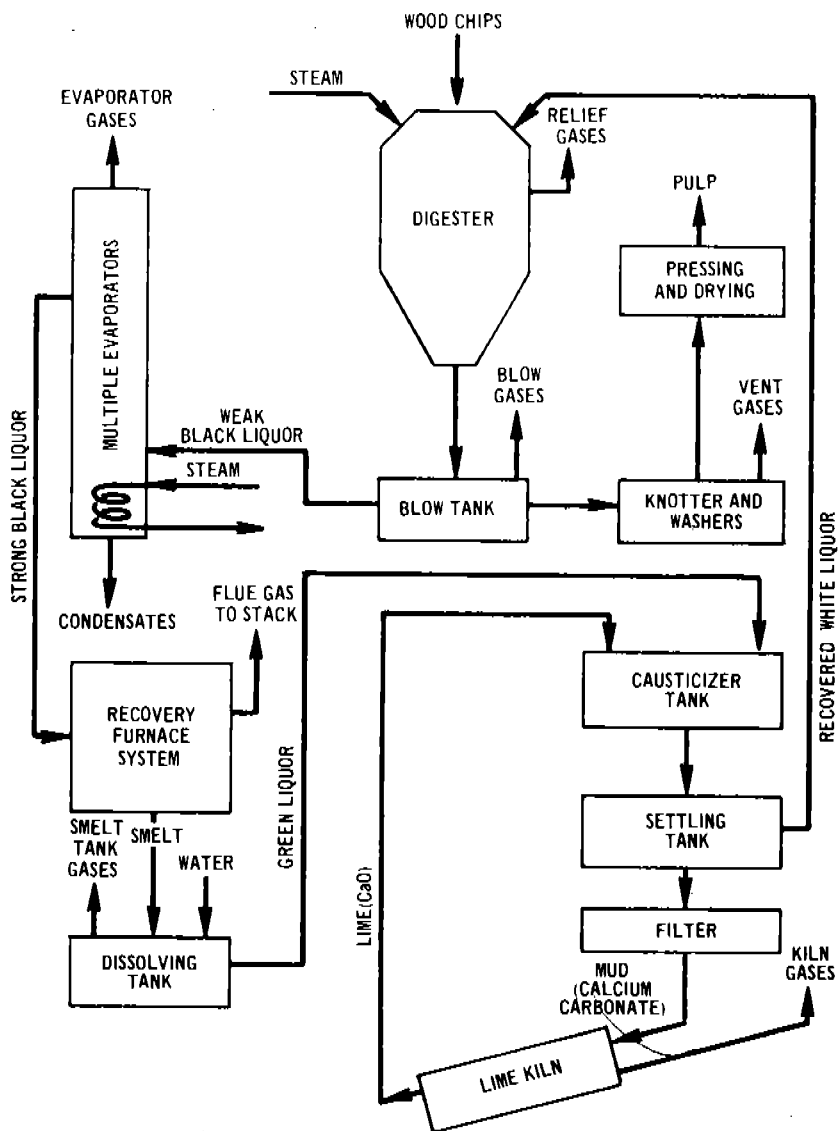 WOOD CHIPS
STEAM
EVAPORATOR
GASES
RELIEF
GASES
DIGESTER
PULP
PRESSING
AND DRYING
MULTIPLE EVAPORATORS
BLOW
GASES
VENT
GASES
WEAK
BLACK LIQUOR
STEAM
BLOW TANK
KNOTTER AND
WASHERS
STRONG BLACK LIQUOR
RECOVERED WHITE LIQUOR
CONDENSATES
FLUE GAS
TO STACK
CAUSTICIZER
TANK
RECOVERY
FURNACE
SYSTEM
GREEN LIQUOR
SETTLING
TANK
SMELT
TANK
GASES
SMELT
WATER
LIME(CaO)
FILTER
DISSOLVING
TANK
MUD
(CALCIUM
CARBONATE)
KILN
GASES
LIME KILN